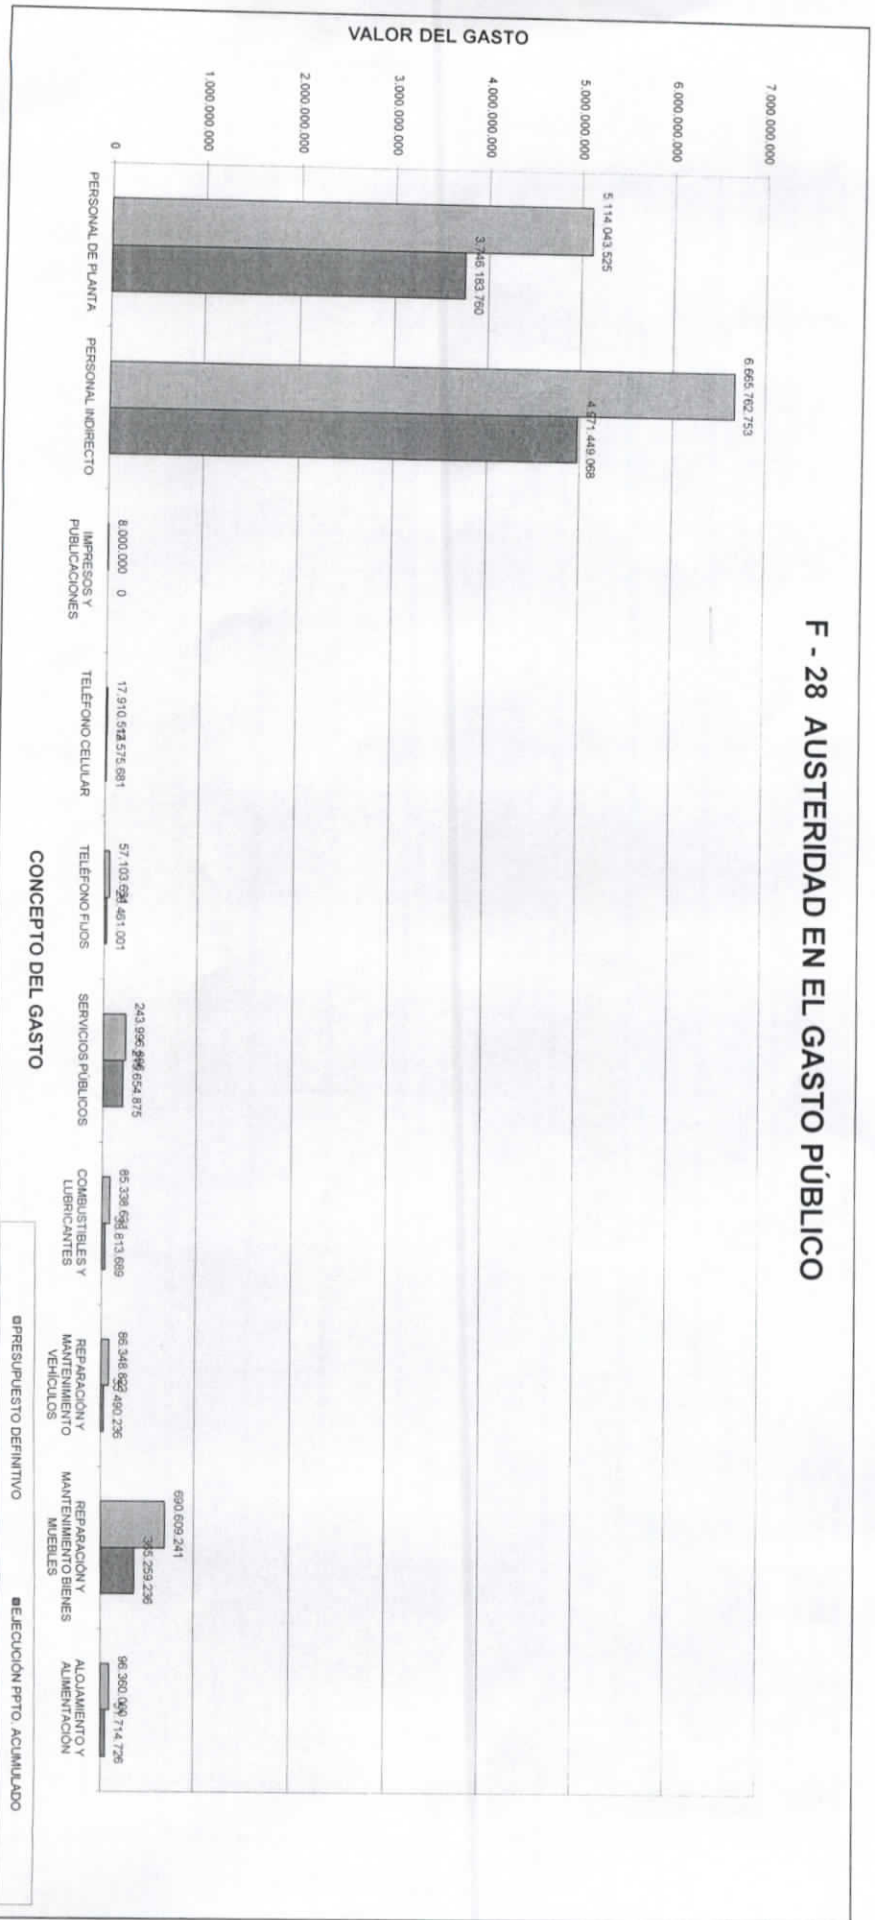 F - 28 AUSTERIDAD EN EL GASTO PÚBLICO
VALOR DEL GASTO
7.000.000.000
6.000.000.000
5.000.000.000
4.000.000.000
3.000.000.000
2.000.000.000
1.000.000.000
0
5.114.043.525
3.746.183.760
6.665.762.753
4.971.449.068
8.000.000
0
690.609.241
365.259.236
PERSONAL DE PLANTA
PERSONAL INDIRECTO
IMPRESOS Y
PUBLICACIONES
TELÉFONO CELULAR
TELÉFONO FIJOS
SERVICIOS PÚBLICOS
COMBUSTIBLES Y
LUBRICANTES
REPARACIÓN Y
MANTENIMIENTO
VEHÍCULOS
REPARACIÓN Y
MANTENIMIENTO BIENES
MUEBLES
ALOJAMIENTO Y
ALIMENTACIÓN
CONCEPTO DEL GASTO
PRESUPUESTO DEFINITIVO
EJECUCIÓN PPTO. ACUMULADO